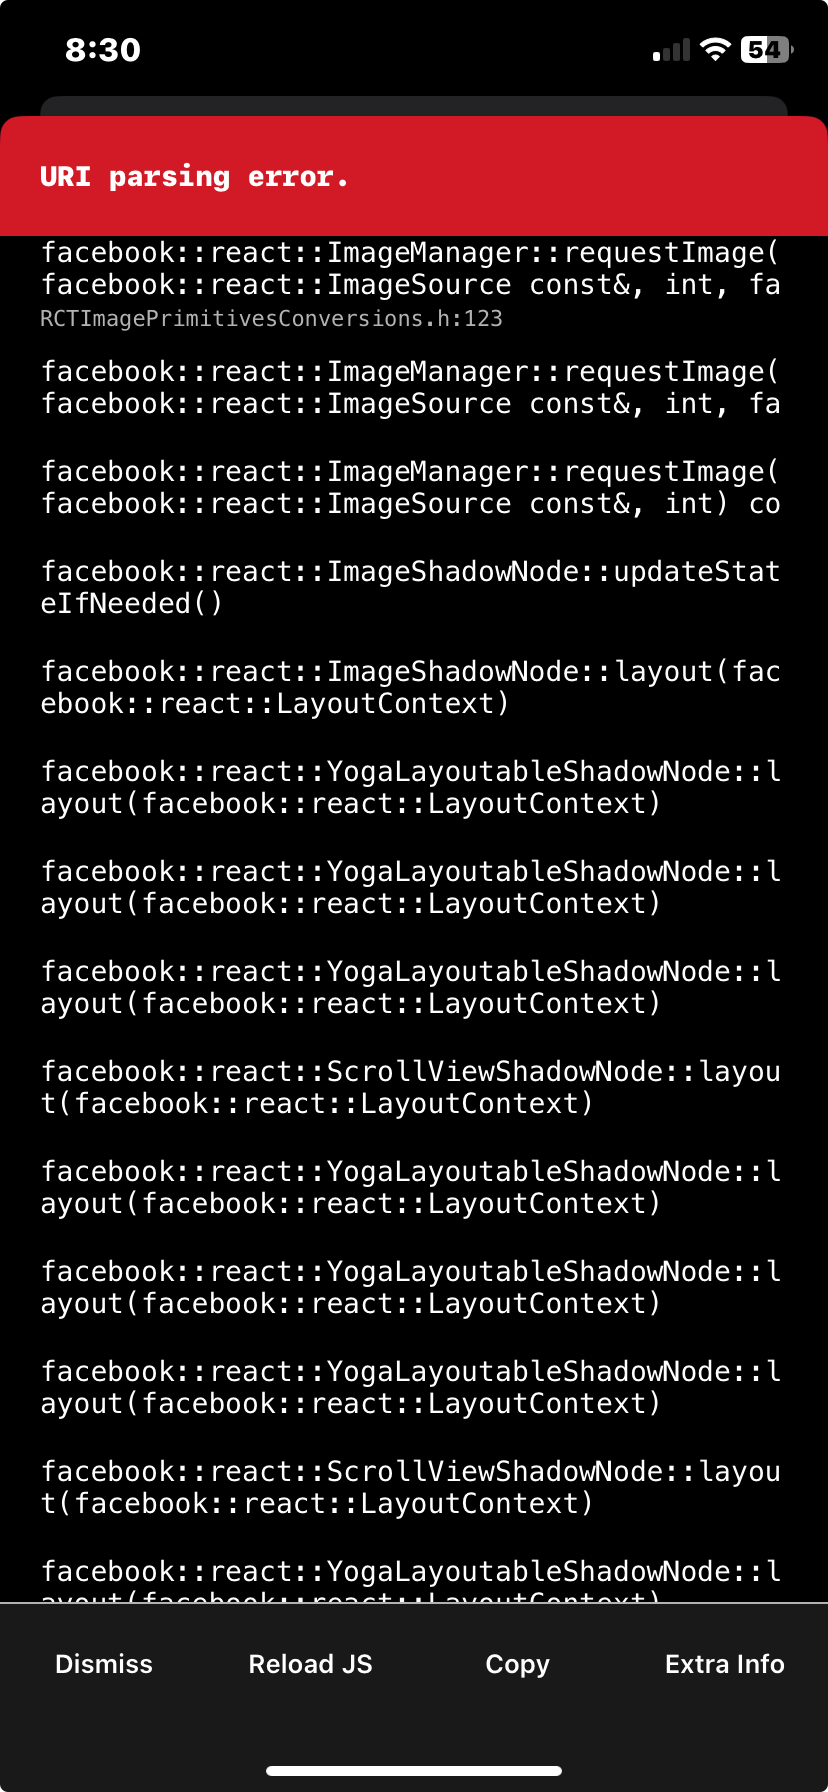 8:30
54
URI parsing error.
facebook::react::ImageManager::requestImage(
facebook::react::ImageSource const&, int, fa
RCTImagePrimitivesConversions.h:123
facebook::react::ImageManager::requestImage(
facebook::react::ImageSource const&, int, fa
facebook::react::ImageManager::requestImage(
facebook::react::ImageSource const&, int) co
facebook::react::ImageShadowNode::updateStat
eIfNeeded()
facebook::react::ImageShadowNode::layout(fac
ebook::react::LayoutContext)
facebook::react::YogaLayoutableShadowNode::l
ayout(facebook::react::LayoutContext)
facebook::react::YogaLayoutableShadowNode::l
ayout(facebook::react::LayoutContext)
facebook::react::YogaLayoutableShadowNode::l
ayout(facebook::react::LayoutContext)
facebook::react::ScrollViewShadowNode::layou
t(facebook::react::LayoutContext)
facebook::react::YogaLayoutableShadowNode::l
ayout(facebook::react::LayoutContext)
facebook::react::YogaLayoutableShadowNode::l
ayout(facebook::react::LayoutContext)
facebook::react::YogaLayoutableShadowNode::l
ayout(facebook::react::LayoutContext)
facebook::react::ScrollViewShadowNode::layou
t(facebook::react::LayoutContext)
facebook::react::YogaLayoutableShadowNode::l
ayout(facebook::react::LayoutContext)
Dismiss
Reload JS
Copy
Extra Info